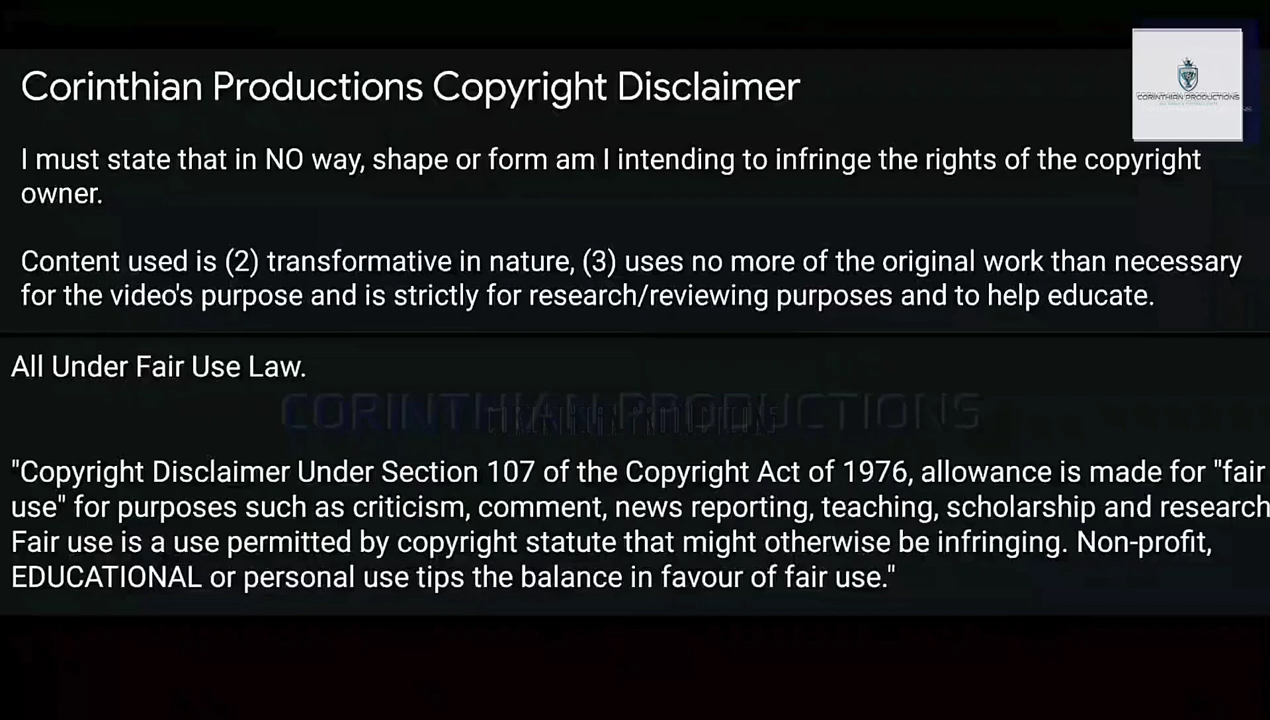 Corinthian Productions Copyright Disclaimer
CORINTHIAN PRODUCTIONS
I must state that in NO way, shape or form am I intending to infringe the rights of the copyright
owner.
Content used is (2) transformative in nature, (3) uses no more of the original work than necessary
for the video's purpose and is strictly for research/reviewing purposes and to help educate.
All Under Fair Use Law.
CORINTHIAN PRODUCTIONS
CORINTHIAN PRODUCTIONS
"Copyright Disclaimer Under Section 107 of the Copyright Act of 1976, allowance is made for "fair
use" for purposes such as criticism, comment, news reporting, teaching, scholarship and research
Fair use is a use permitted by copyright statute that might otherwise be infringing. Non-profit,
EDUCATIONAL or personal use tips the balance in favour of fair use."